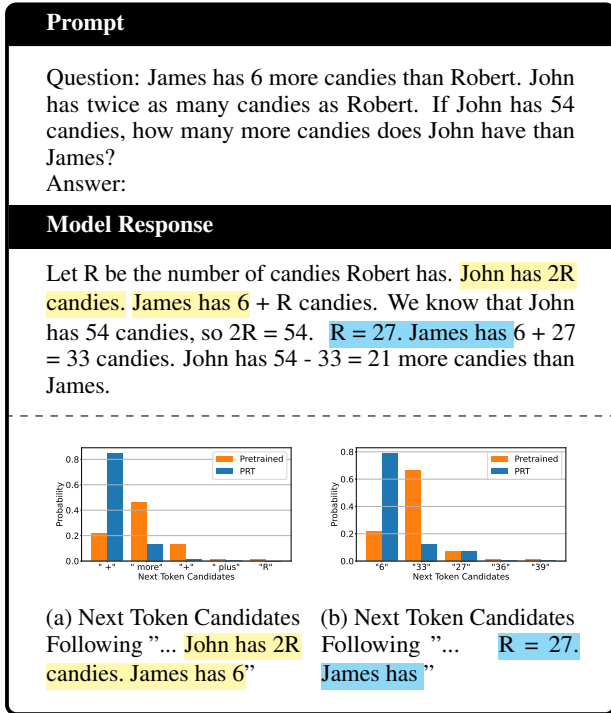 Prompt
Question: James has 6 more candies than Robert. John
has twice as many candies as Robert. If John has 54
candies, how many more candies does John have than
James?
Answer:
Model Response
Let R be the number of candies Robert has. John has 2R
candies. James has 6 + R candies. We know that John
has 54 candies, so 2R = 54. R = 27. James has 6 + 27
= 33 candies. John has 54 - 33 = 21 more candies than
James.
Probability
0.8
0.6
0.4
0.2
0.0
Pretrained
PRT
" +" " more" "+" " plus" "R"
Next Token Candidates
Probability
0.8
0.6
0.4
0.2
0.0
Pretrained
PRT
"6" "33" "27" "36" "39"
Next Token Candidates
(a) Next Token Candidates
Following ”... John has 2R
candies. James has 6”
(b) Next Token Candidates
Following ”... R = 27.
James has ”